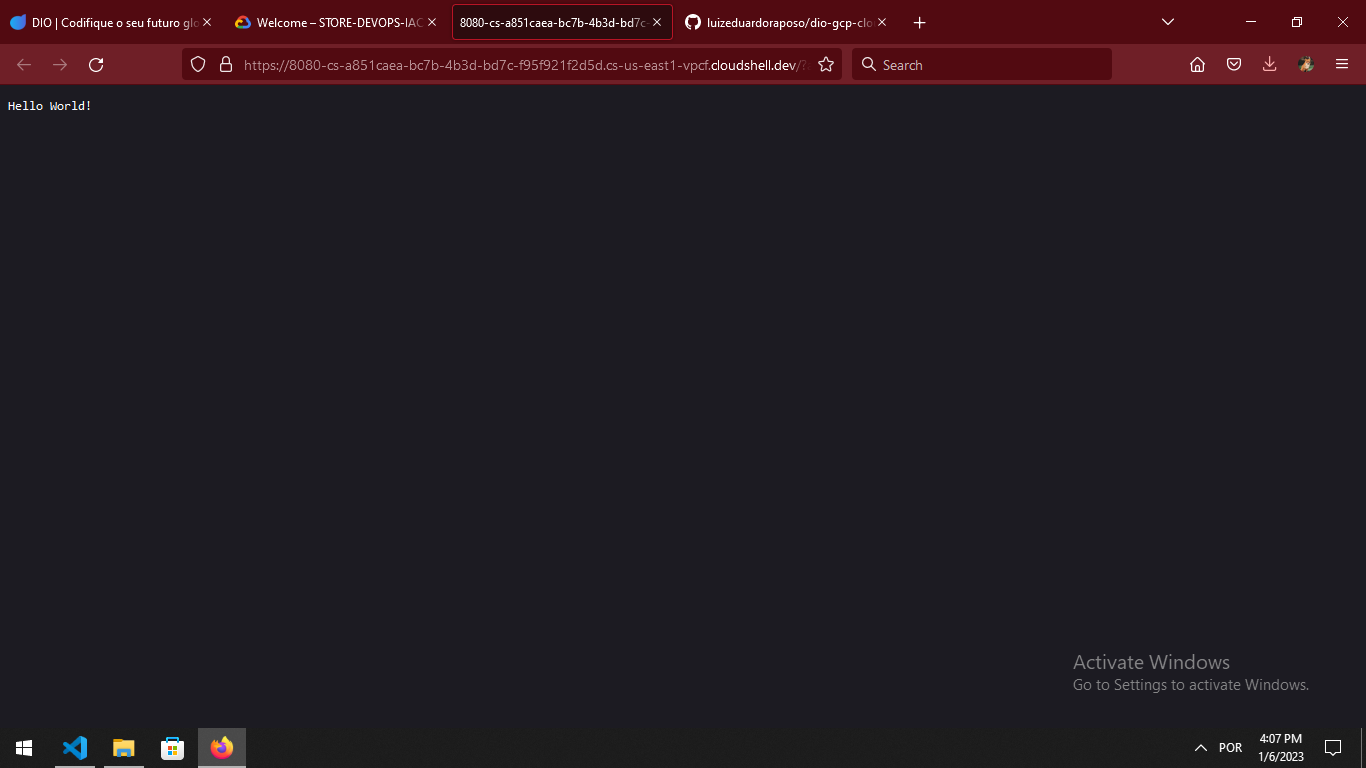 DIO | Codifique o seu futuro glo
Welcome – STORE-DEVOPS-IAC
8080-cs-a851caea-bc7b-4b3d-bd7c-
luizeduardoraposo/dio-gcp-clo
https://8080-cs-a851caea-bc7b-4b3d-bd7c-f95f921f2d5d.cs-us-east1-vpcf.cloudshell.dev/?
Search
Hello World!
Activate Windows
Go to Settings to activate Windows.
POR
4:07 PM
1/6/2023